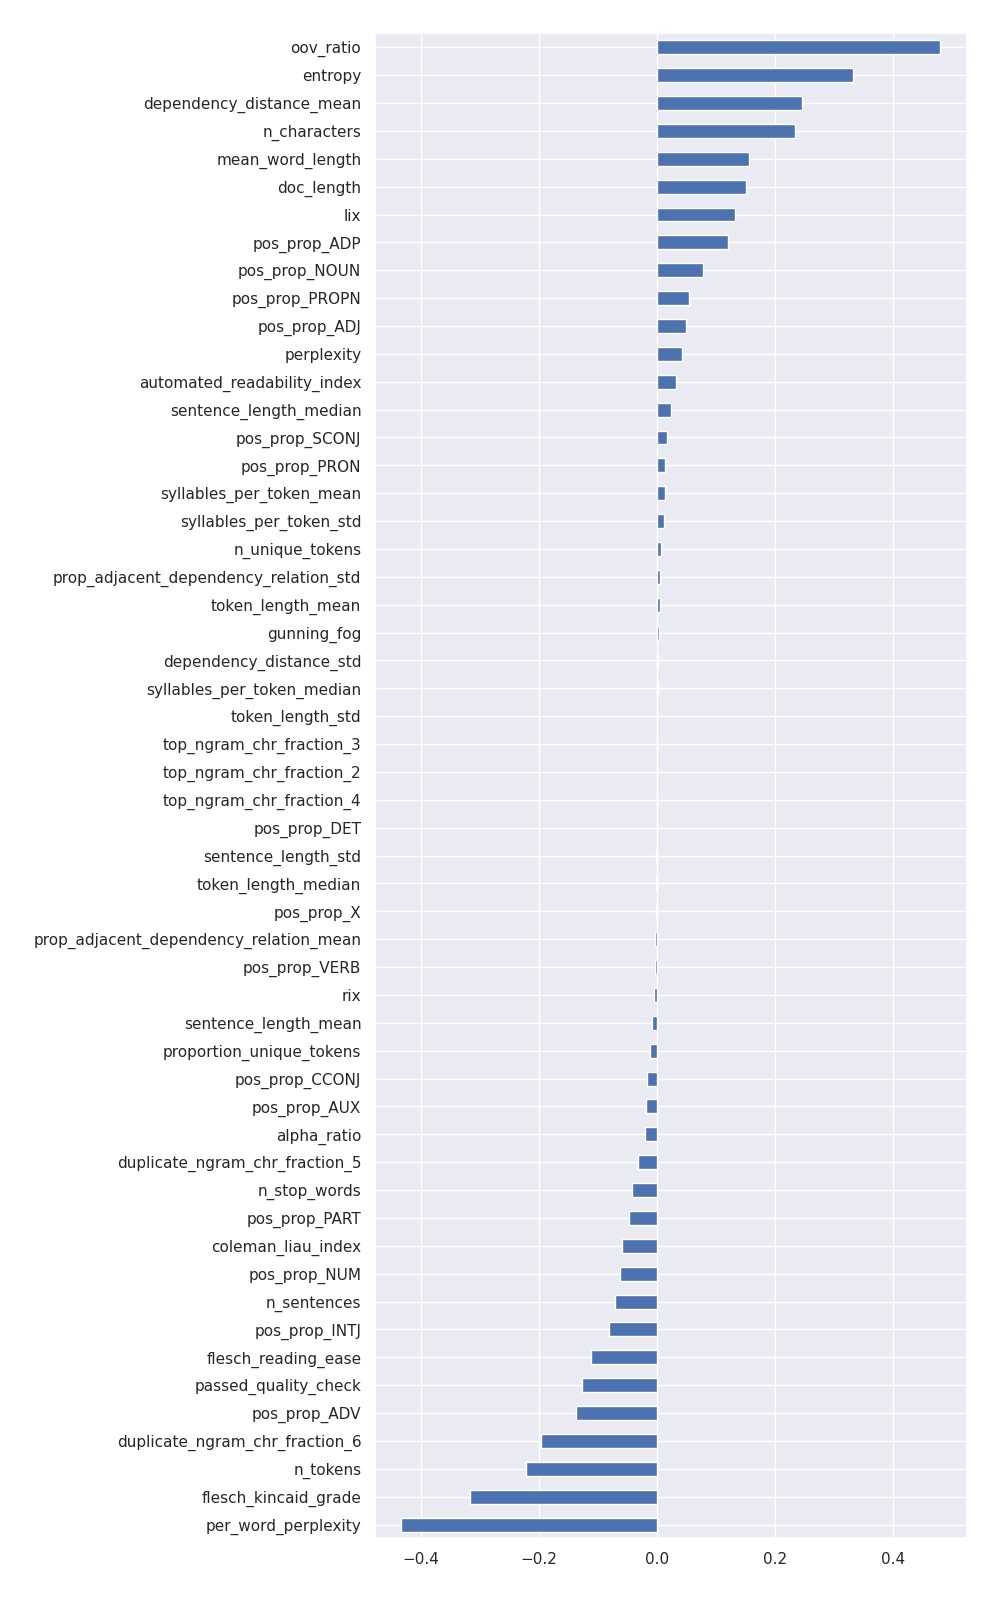 oov_ratio
entropy
dependency_distance_mean
n_characters
mean_word_length
doc_length
lix
pos_prop_ADP
pos_prop_NOUN
pos_prop_PROPN
pos_prop_ADJ
perplexity
automated_readability_index
sentence_length_median
pos_prop_SCONJ
pos_prop_PRON
syllables_per_token_mean
syllables_per_token_std
n_unique_tokens
prop_adjacent_dependency_relation_std
token_length_mean
gunning_fog
dependency_distance_std
syllables_per_token_median
token_length_std
top_ngram_chr_fraction_3
top_ngram_chr_fraction_2
top_ngram_chr_fraction_4
pos_prop_DET
sentence_length_std
token_length_median
pos_prop_X
prop_adjacent_dependency_relation_mean
pos_prop_VERB
rix
sentence_length_mean
proportion_unique_tokens
pos_prop_CCONJ
pos_prop_AUX
alpha_ratio
duplicate_ngram_chr_fraction_5
n_stop_words
pos_prop_PART
coleman_liau_index
pos_prop_NUM
n_sentences
pos_prop_INTJ
flesch_reading_ease
passed_quality_check
pos_prop_ADV
duplicate_ngram_chr_fraction_6
n_tokens
flesch_kincaid_grade
per_word_perplexity
−0.4 −0.2 0.0 0.2 0.4